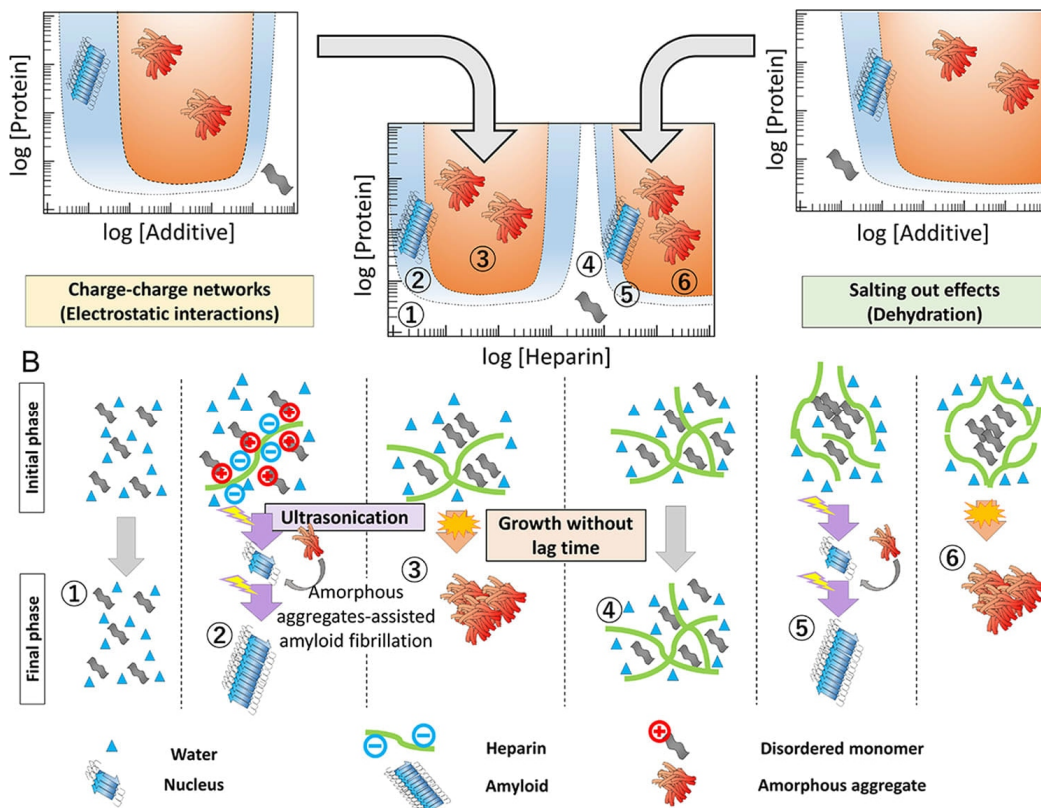 log [Protein]
log [Additive]
log [Protein]
②
③
①
④
⑤
⑥
log [Heparin]
log [Protein]
log [Additive]
Charge-charge networks
(Electrostatic interactions)
Salting out effects
(Dehydration)
B
Initial phase
+
+
+
+
+
−
−
−
−
−
Ultrasonication
Growth without
lag time
Final phase
①
②
Amorphous
aggregates-assisted
amyloid fibrillation
③
④
⑤
⑥
Water
Heparin
−
−
+
Disordered monomer
Nucleus
Amyloid
Amorphous aggregate